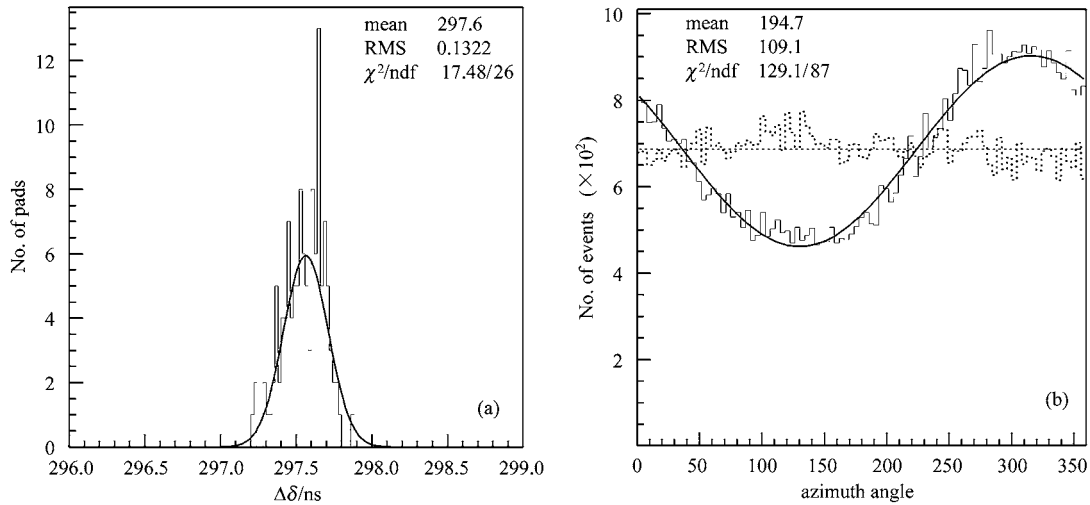 mean 297.6
RMS 0.1322
χ²/ndf 17.48/26
12
10
8
6
4
2
0
No. of pads
(a)
296.0 296.5 297.0 297.5 298.0 298.5 299.0
Δδ/ns
mean 194.7
RMS 109.1
χ²/ndf 129.1/87
10
8
6
4
2
No. of events (×10²)
(b)
0 50 100 150 200 250 300 350
azimuth angle